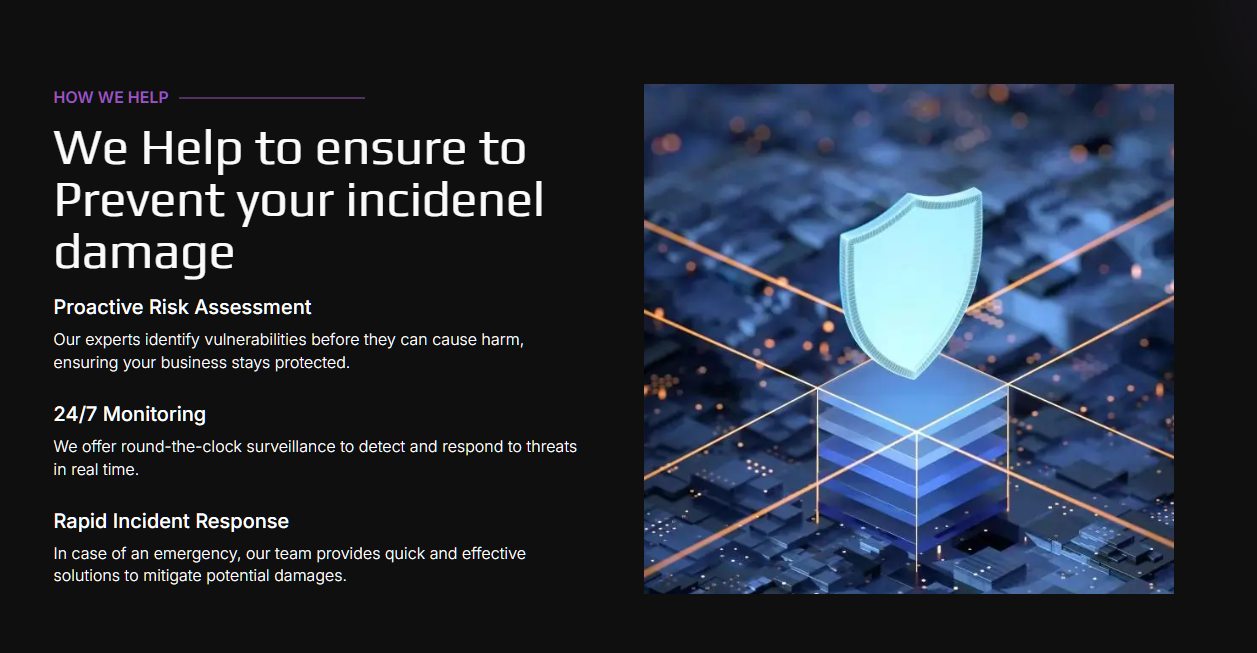 HOW WE HELP
We Help to ensure to
Prevent your incidenel
damage
Proactive Risk Assessment
Our experts identify vulnerabilities before they can cause harm,
ensuring your business stays protected.
24/7 Monitoring
We offer round-the-clock surveillance to detect and respond to threats
in real time.
Rapid Incident Response
In case of an emergency, our team provides quick and effective
solutions to mitigate potential damages.